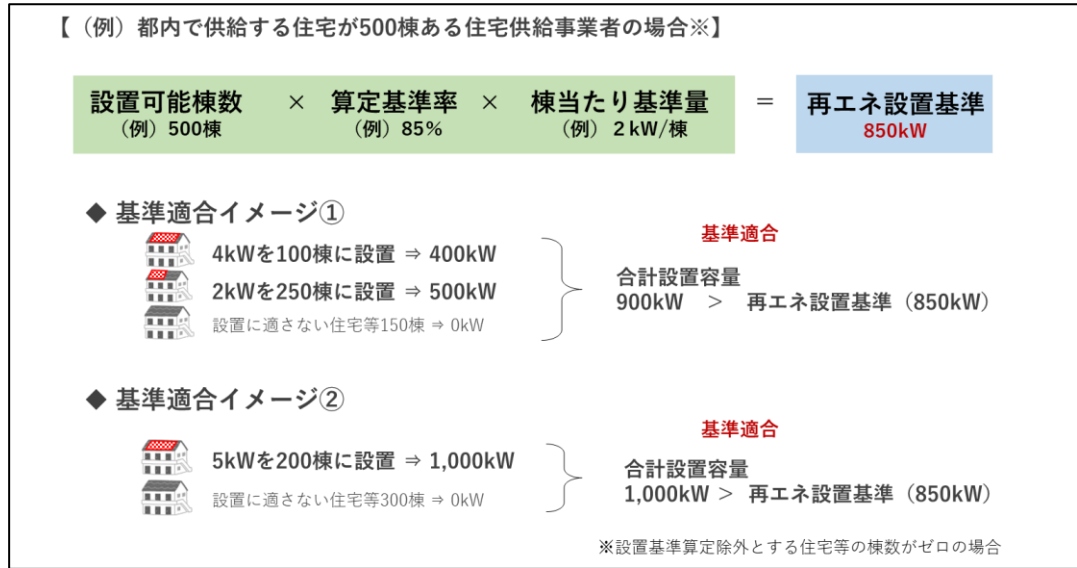 【（例）都内で供給する住宅が500棟ある住宅供給事業者の場合※】
設置可能棟数 × 算定基準率 × 棟当たり基準量 ＝ 再エネ設置基準
（例）500棟 （例）85% （例）２kW/棟 850kW
◆ 基準適合イメージ①
4kWを100棟に設置 ⇒ 400kW
2kWを250棟に設置 ⇒ 500kW
設置に適さない住宅等150棟 ⇒ 0kW
基準適合
合計設置容量
900kW ＞ 再エネ設置基準（850kW）
◆ 基準適合イメージ②
5kWを200棟に設置 ⇒ 1,000kW
設置に適さない住宅等300棟 ⇒ 0kW
基準適合
合計設置容量
1,000kW ＞ 再エネ設置基準（850kW）
※設置基準算定除外とする住宅等の棟数がゼロの場合